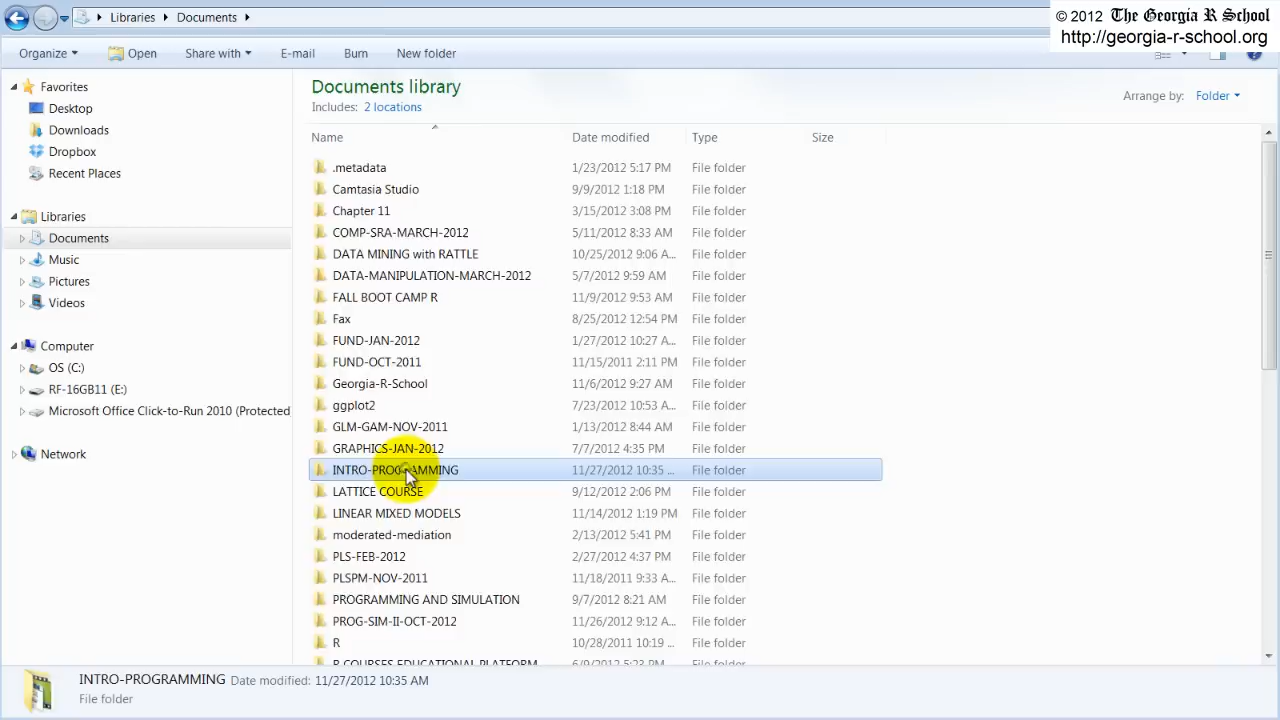 Libraries Documents
© 2012 The Georgia R School
http://georgia-r-school.org
Organize Open Share with E-mail Burn New folder
Favorites
Desktop
Downloads
Dropbox
Recent Places
Libraries
Documents
Music
Pictures
Videos
Computer
OS (C:)
RF-16GB11 (E:)
Microsoft Office Click-to-Run 2010 (Protected
Network
Documents library
Includes: 2 locations
Arrange by: Folder
Name Date modified Type Size
.metadata 1/23/2012 5:17 PM File folder
Camtasia Studio 9/9/2012 1:18 PM File folder
Chapter 11 3/15/2012 3:08 PM File folder
COMP-SRA-MARCH-2012 5/11/2012 8:33 AM File folder
DATA MINING with RATTLE 10/25/2012 9:06 A... File folder
DATA-MANIPULATION-MARCH-2012 5/7/2012 9:59 AM File folder
FALL BOOT CAMP R 11/9/2012 9:53 AM File folder
Fax 8/25/2012 12:54 PM File folder
FUND-JAN-2012 1/27/2012 10:27 A... File folder
FUND-OCT-2011 11/15/2011 2:11 PM File folder
Georgia-R-School 11/6/2012 9:27 AM File folder
ggplot2 7/23/2012 10:53 A... File folder
GLM-GAM-NOV-2011 1/13/2012 8:44 AM File folder
GRAPHICS-JAN-2012 7/7/2012 4:35 PM File folder
INTRO-PROGRAMMING 11/27/2012 10:35 ... File folder
LATTICE COURSE 9/12/2012 2:06 PM File folder
LINEAR MIXED MODELS 11/14/2012 1:19 PM File folder
moderated-mediation 2/13/2012 5:41 PM File folder
PLS-FEB-2012 2/27/2012 4:37 PM File folder
PLSPM-NOV-2011 11/18/2011 9:33 A... File folder
PROGRAMMING AND SIMULATION 9/7/2012 8:21 AM File folder
PROG-SIM-II-OCT-2012 11/26/2012 9:12 A... File folder
R 10/28/2011 10:19 ... File folder
R COURSES EDUCATIONAL PLATFORM 6/9/2012 5:23 PM File folder
INTRO-PROGRAMMING Date modified: 11/27/2012 10:35 AM
File folder